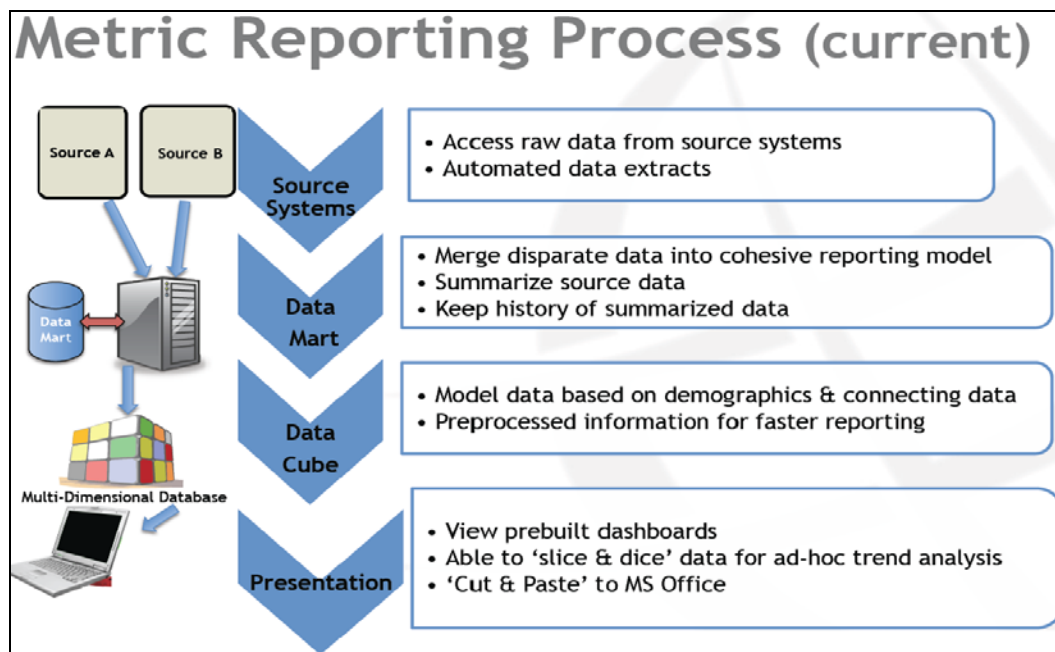 Metric Reporting Process (current)
Source A
Source B
Source
Systems
• Access raw data from source systems
• Automated data extracts
Data
Mart
Data
Mart
• Merge disparate data into cohesive reporting model
• Summarize source data
• Keep history of summarized data
Data
Cube
• Model data based on demographics & connecting data
• Preprocessed information for faster reporting
Multi-Dimensional Database
Presentation
• View prebuilt dashboards
• Able to ‘slice & dice’ data for ad-hoc trend analysis
• ‘Cut & Paste’ to MS Office